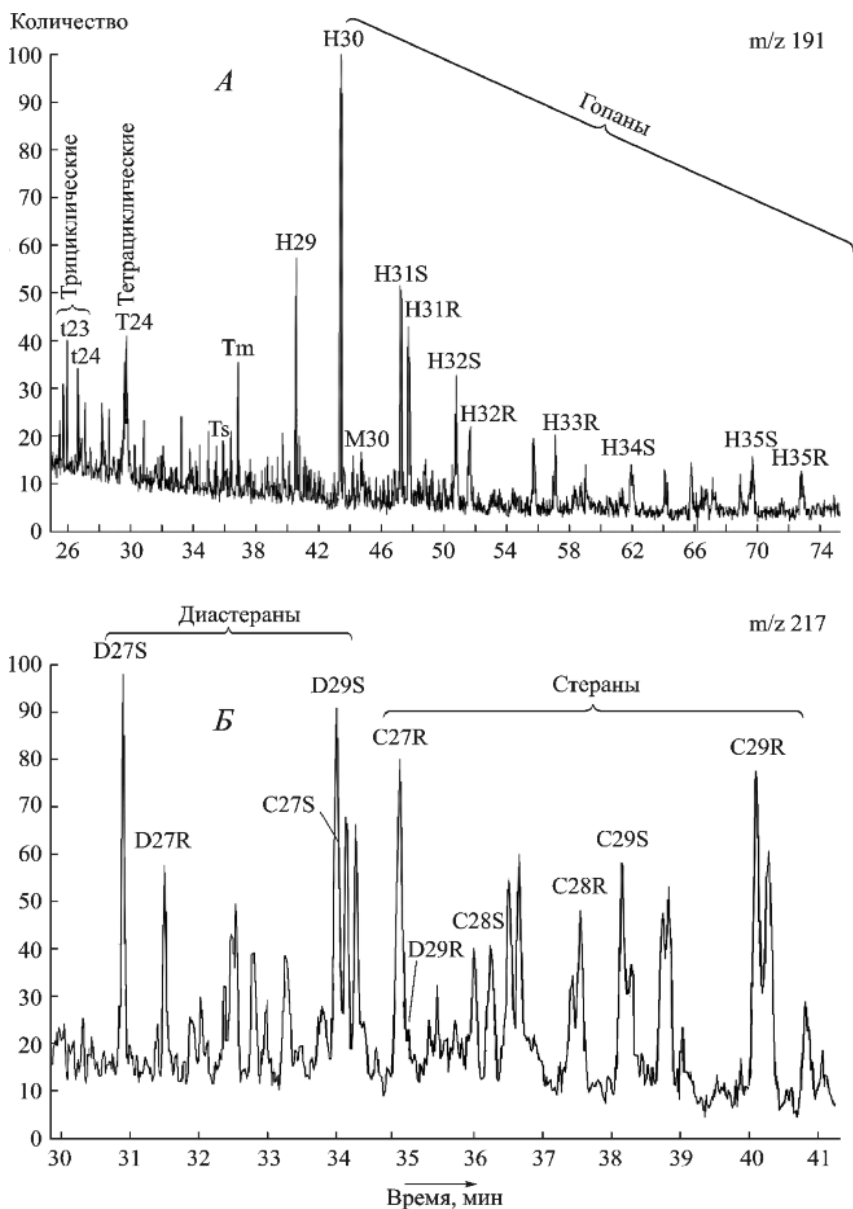 Количество
m/z 191
А
H30
Гопаны
Трициклические
Тетрациклические
t23
t24
T24
Ts
Tm
H29
M30
H31S
H31R
H32S
H32R
H33R
H34S
H35S
H35R
100
90
80
70
60
50
40
30
20
10
0
26 30 34 38 42 46 50 54 58 62 66 70 74
m/z 217
Б
Диастераны
Стераны
D27S
D27R
D29S
C27S
C27R
D29R
C28S
C28R
C29S
C29R
100
90
80
70
60
50
40
30
20
10
0
30 31 32 33 34 35 36 37 38 39 40 41
Время, мин